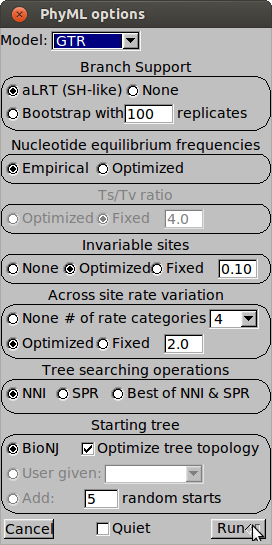 PhyML options
Model: GTR
Branch Support
aLRT (SH-like) None
Bootstrap with 100 replicates
Nucleotide equilibrium frequencies
Empirical Optimized
Ts/Tv ratio
Optimized Fixed 4.0
Invariable sites
None Optimized Fixed 0.10
Across site rate variation
None # of rate categories 4
Optimized Fixed 2.0
Tree searching operations
NNI SPR Best of NNI & SPR
Starting tree
BioNJ Optimize tree topology
User given:
Add: 5 random starts
Cancel Quiet Run